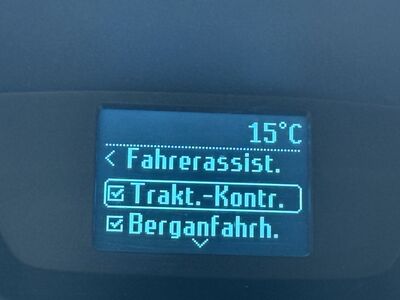 15°C
< Fahrerassist.
Trakt.-Kontr.
Berganfahrh.